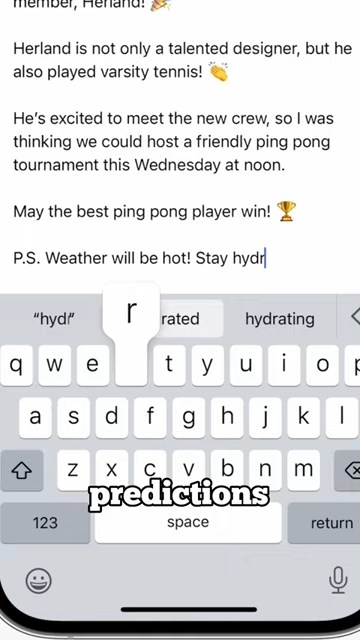 member, Herland! 🎉
Herland is not only a talented designer, but he
also played varsity tennis! 👏
He's excited to meet the new crew, so I was
thinking we could host a friendly ping pong
tournament this Wednesday at noon.
May the best ping pong player win! 🏆
P.S. Weather will be hot! Stay hydr
r
rated hydrating
q w e t y u i o p
a s d f g h j k l
z x c v b n m
predictions
123 space return